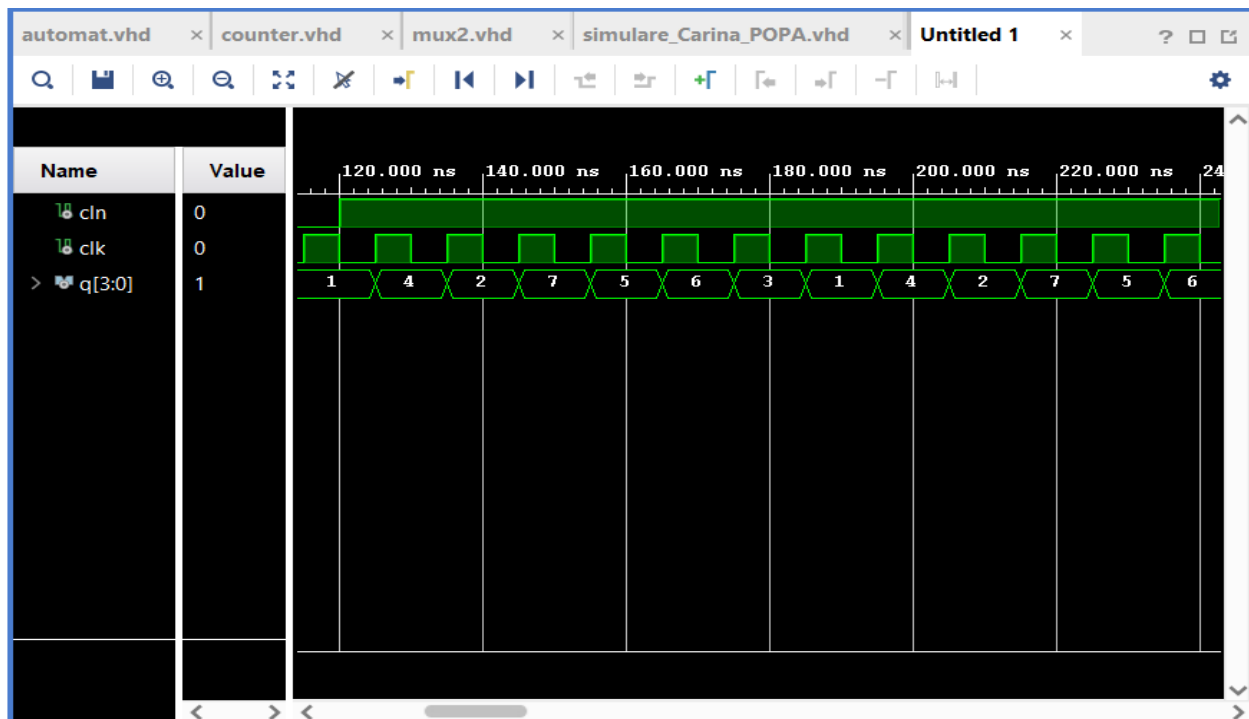 automat.vhd × counter.vhd × mux2.vhd × simulare_Carina_POPA.vhd × Untitled 1 × ?
Name Value 120.000 ns 140.000 ns 160.000 ns 180.000 ns 200.000 ns 220.000 ns 24
cln 0
clk 0
q[3:0] 1 1 4 2 7 5 6 3 1 4 2 7 5 6